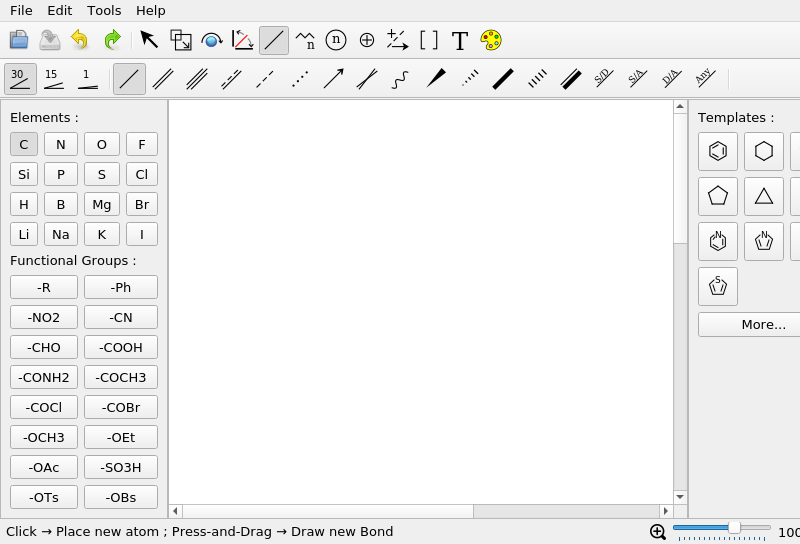 File Edit Tools Help
n n T
30 15 1 S/D S/A D/A Any
Elements :
C N O F
Si P S Cl
H B Mg Br
Li Na K I
Functional Groups :
-R -Ph
-NO2 -CN
-CHO -COOH
-CONH2 -COCH3
-COCl -COBr
-OCH3 -OEt
-OAc -SO3H
-OTs -OBs
Templates :
N N
S
More...
Click → Place new atom ; Press-and-Drag → Draw new Bond
100